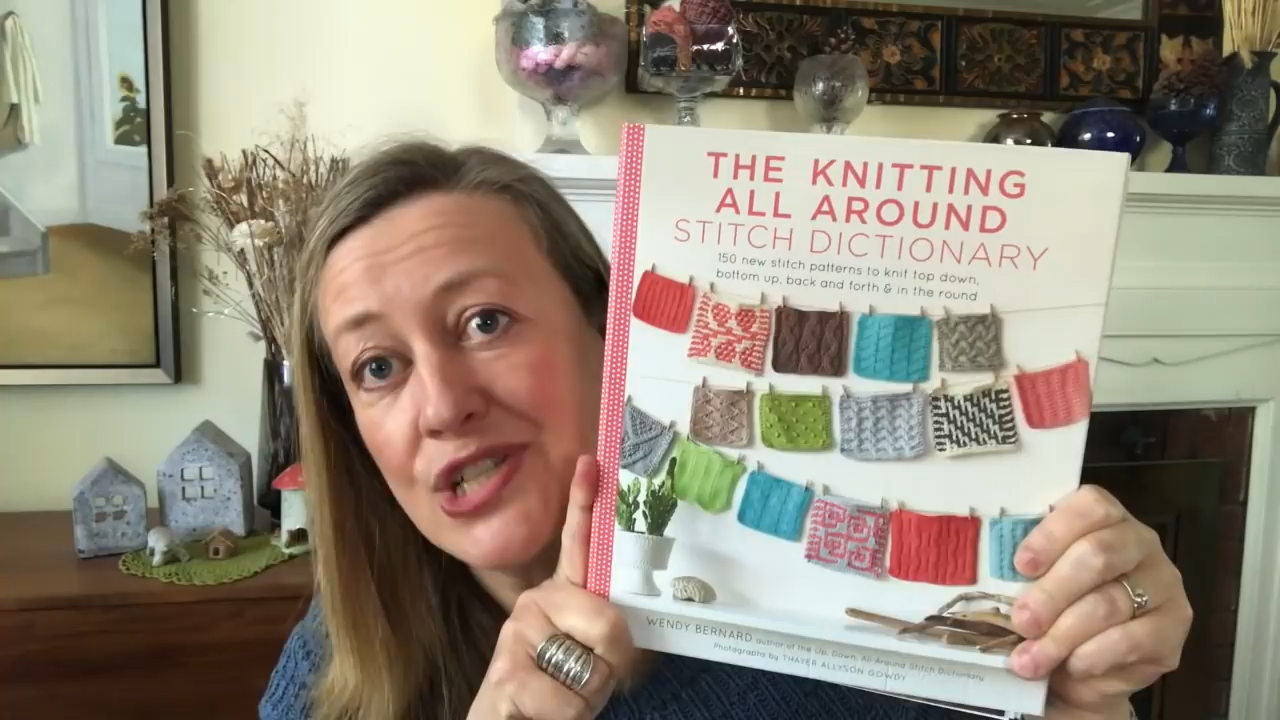 THE KNITTING
ALL AROUND
STITCH DICTIONARY
150 new stitch patterns to knit top down,
bottom up, back and forth & in the round
WENDY BERNARD author of the Up, Down, All-Around Stitch Dictionary
Photographs by THAYER ALLYSON GOWDY